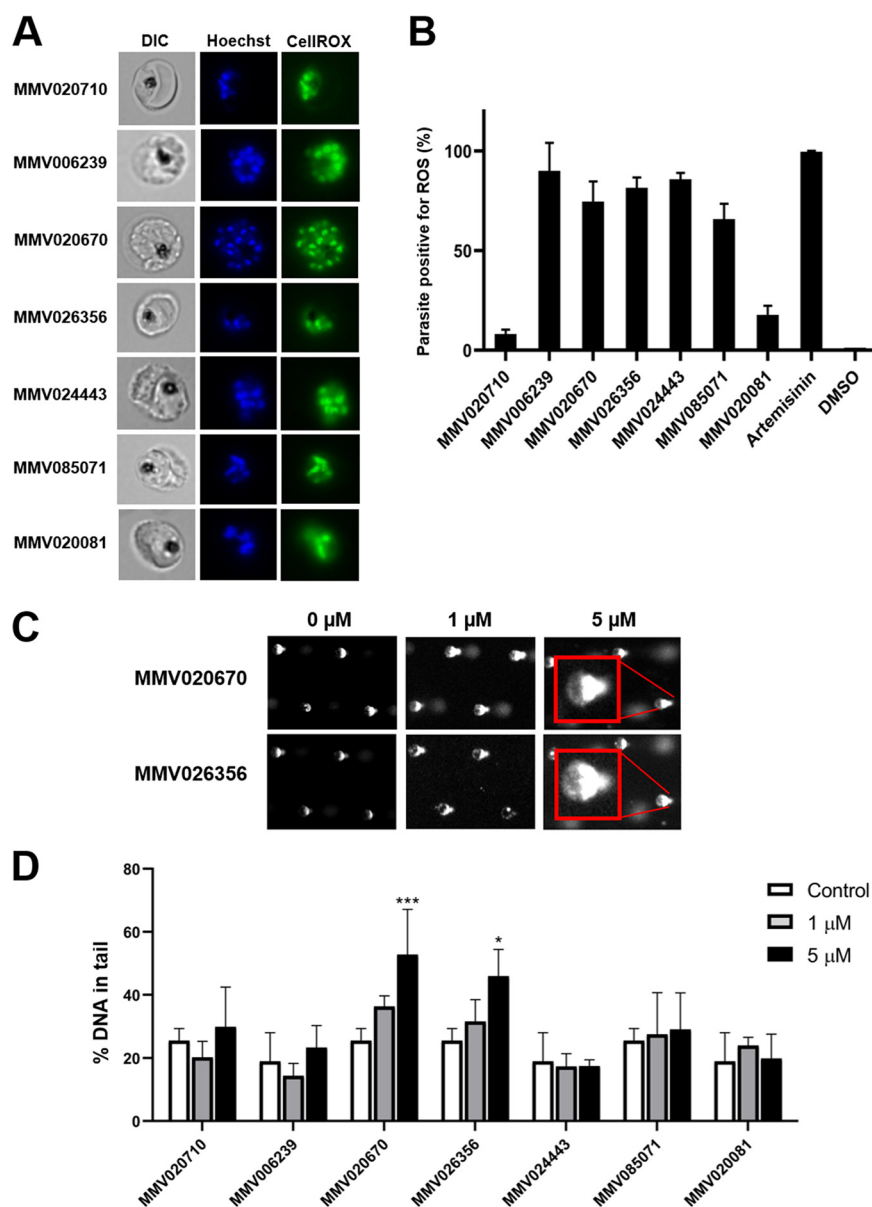 A
DIC Hoechst CellROX
MMV020710
MMV006239
MMV020670
MMV026356
MMV024443
MMV085071
MMV020081
B
Parasite positive for ROS (%)
100
50
0
MMV020710
MMV006239
MMV020670
MMV026356
MMV024443
MMV085071
MMV020081
Artemisinin
DMSO
C
0 µM 1 µM 5 µM
MMV020670
MMV026356
D
% DNA in tail
80
60
40
20
0
***
*
Control
1 µM
5 µM
MMV020710
MMV006239
MMV020670
MMV026356
MMV024443
MMV085071
MMV020081